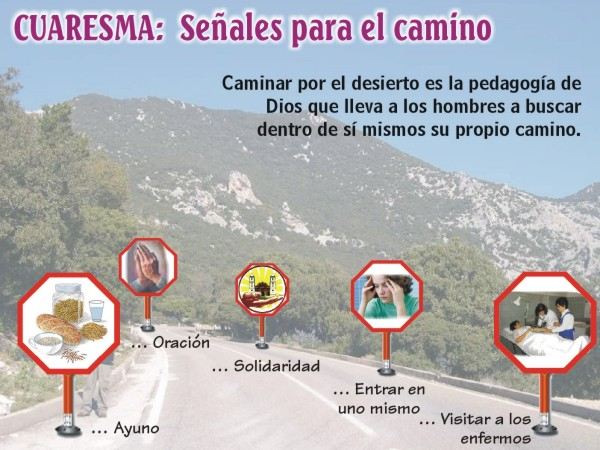 CUARESMA: Señales para el camino
Caminar por el desierto es la pedagogía de
Dios que lleva a los hombres a buscar
dentro de sí mismos su propio camino.
... Oración
... Solidaridad
... Entrar en
uno mismo
... Visitar a los
enfermos
... Ayuno